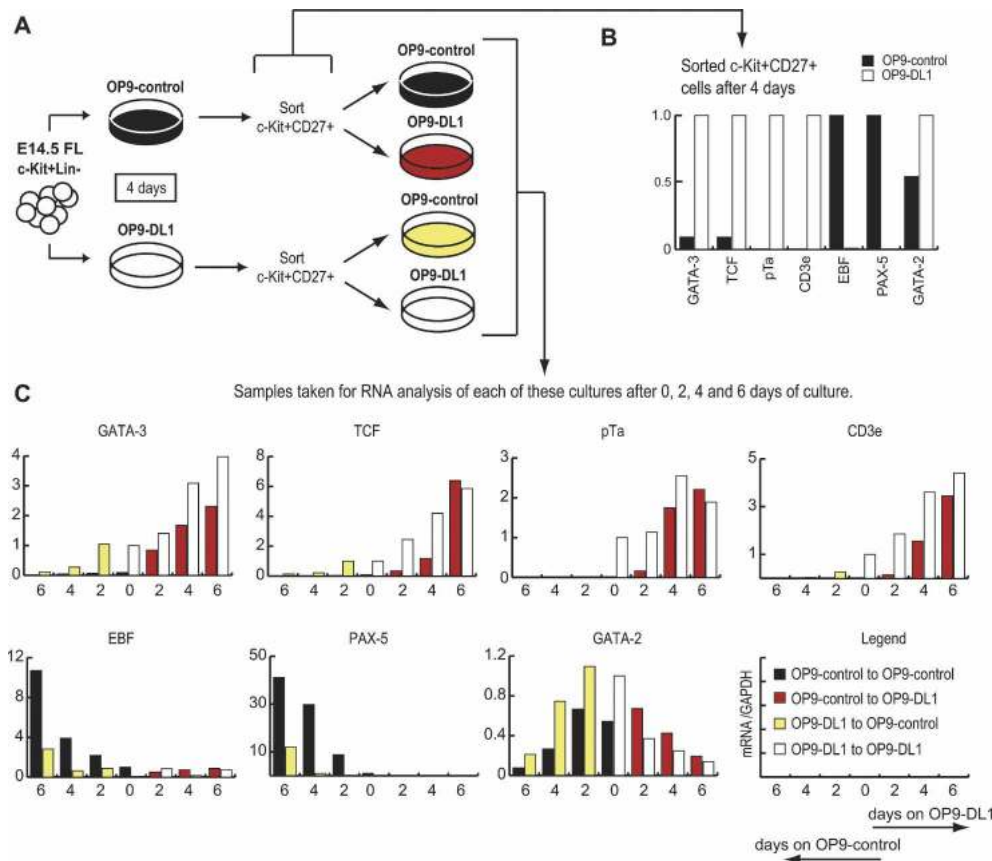 A
OP9-control
E14.5 FL
c-Kit+Lin-
4 days
OP9-DL1
Sort
c-Kit+CD27+
Sort
c-Kit+CD27+
OP9-control
OP9-DL1
OP9-control
OP9-DL1
B
Sorted c-Kit+CD27+
cells after 4 days
OP9-control
OP9-DL1
1.0
0.5
0
GATA-3
TCF
pTa
CD3e
EBF
PAX-5
GATA-2
Samples taken for RNA analysis of each of these cultures after 0, 2, 4 and 6 days of culture.
C
GATA-3
4
3
2
1
0
6 4 2 0 2 4 6
TCF
8
6
4
2
0
6 4 2 0 2 4 6
pTa
3
2
1
0
6 4 2 0 2 4 6
CD3e
5
3
1
6 4 2 0 2 4 6
EBF
12
8
4
0
6 4 2 0 2 4 6
PAX-5
50
30
10
6 4 2 0 2 4 6
GATA-2
1.2
0.8
0.4
0
6 4 2 0 2 4 6
Legend
mRNA/GAPDH
OP9-control to OP9-control
OP9-control to OP9-DL1
OP9-DL1 to OP9-control
OP9-DL1 to OP9-DL1
6 4 2 0 2 4 6
days on OP9-DL1
days on OP9-control